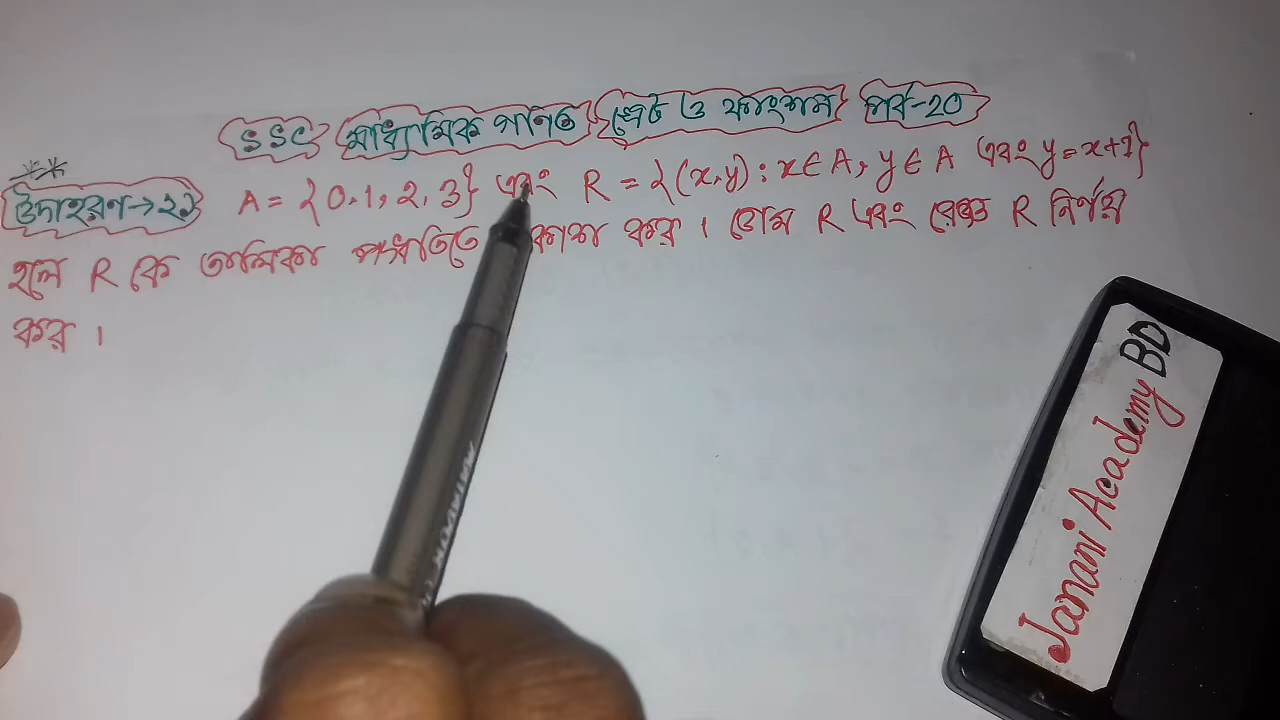 SSC মাধ্যমিক গণিত সেট ও ফাংশন পর্ব-20
উদাহরণ→২১ A = {0,1,2,3} এবং R = {(x,y) : x∈A, y∈A এবং y=x+1}
হলে R কে তালিকা পদ্ধতিতে কাশ কর । ডোম R এবং রেঞ্জ R নির্ণয়
কর ।
Janani Academy BD